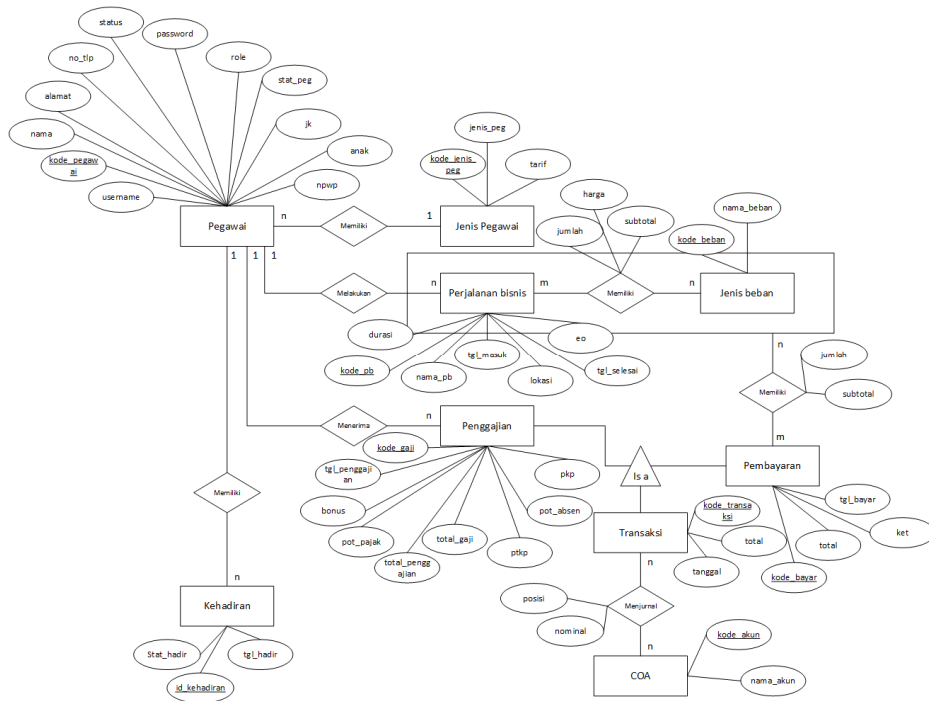 status
password
no_tlp
role
stat_peg
alamat
jk
jenis_peg
nama
anak
kode_jenis_
peg
tarif
kode_pegaw
ai
npwp
harga
nama_beban
username
jumlah
subtotal
kode_beban
Pegawai
n
Memiliki
1
Jenis Pegawai
1
1
1
Melakukan
n
Perjalanan bisnis
m
Memiliki
n
Jenis beban
durasi
eo
n
jumlah
kode_pb
nama_pb
tgl_masuk
lokasi
tgl_selesai
Memiliki
subtotal
Menerima
n
Penggajian
m
kode_gaji
Is a
Pembayaran
tgl_penggaji
an
pkp
bonus
pot_absen
tgl_bayar
Memiliki
pot_pajak
total_gaji
kode_transa
ksi
total_pengg
ajian
ptkp
Transaksi
total
total
ket
tanggal
kode_bayar
n
n
posisi
Menjurnal
Kehadiran
nominal
n
kode_akun
Stat_hadir
tgl_hadir
COA
nama_akun
id_kehadiran